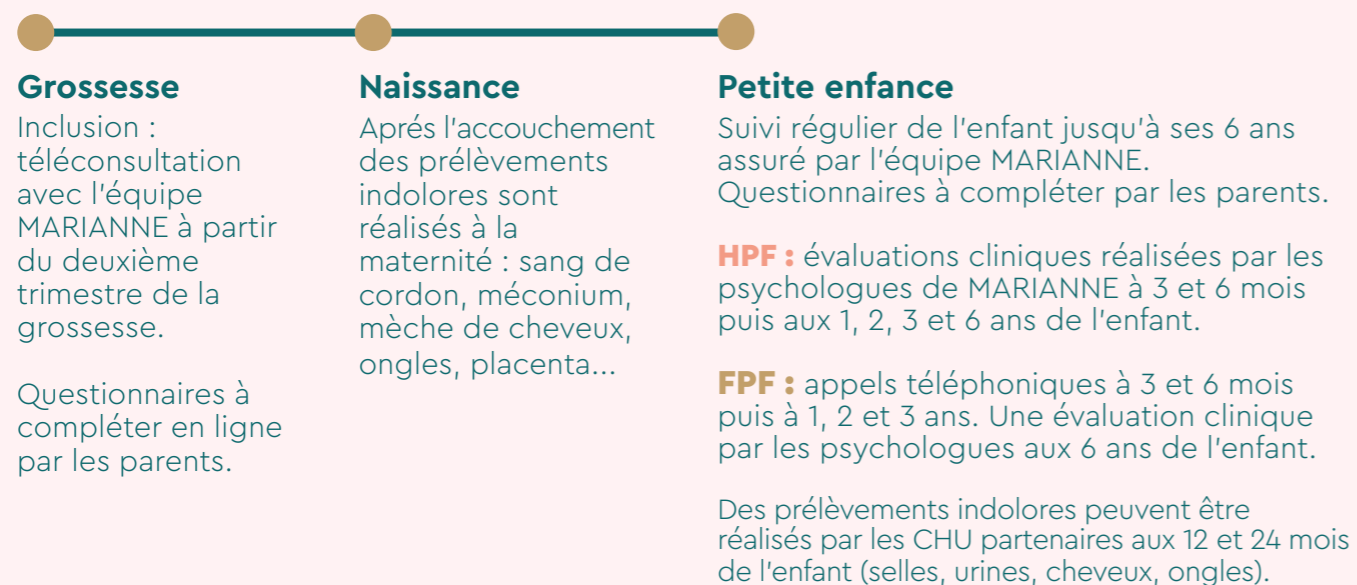 Grossesse
Inclusion :
téléconsultation
avec l'équipe
MARIANNE à partir
du deuxième
trimestre de la
grossesse.
Questionnaires à
compléter en ligne
par les parents.
Naissance
Aprés l'accouchement
des prélèvements
indolores sont
réalisés à la
maternité : sang de
cordon, méconium,
mèche de cheveux,
ongles, placenta...
Petite enfance
Suivi régulier de l'enfant jusqu'à ses 6 ans
assuré par l'équipe MARIANNE.
Questionnaires à compléter par les parents.
HPF : évaluations cliniques réalisées par les
psychologues de MARIANNE à 3 et 6 mois
puis aux 1, 2, 3 et 6 ans de l'enfant.
FPF : appels téléphoniques à 3 et 6 mois
puis à 1, 2 et 3 ans. Une évaluation clinique
par les psychologues aux 6 ans de l'enfant.
Des prélèvements indolores peuvent être
réalisés par les CHU partenaires aux 12 et 24 mois
de l'enfant (selles, urines, cheveux, ongles).